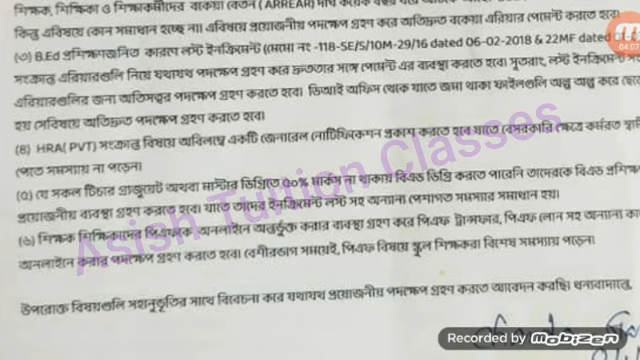 শিক্ষক, শিক্ষিকা ও শিক্ষাকর্মীদের বকেয়া বেতন ( ARREAR)
কিন্তু এবিষয়ে কোন সমাধান হচ্ছে না। এবিষয়ে প্রয়োজনীয় পদক্ষেপ গ্রহণ করে অতিদ্রুত বকেয়া এরিয়ার পেমেন্ট করতে হবে।
(৩) B.Ed প্রশিক্ষণজনিত কারণে লস্ট ইনক্রিমেন্ট (মেমো নং -118-SE/S/10M-29/16 dated 06-02-2018 & 22MF dated
সংক্রান্ত এরিয়ারগুলি নিয়ে যথাযথ পদক্ষেপ গ্রহণ করে দ্রুততার সঙ্গে পেমেন্ট এর ব্যবস্থা করতে হবে। সুতরাং, লস্ট ইনক্রিমেন্ট
এরিয়ারগুলির জন্য অতিসত্বর পদক্ষেপ গ্রহণ করতে হবে। ডিআই অফিস থেকে যাতে জমা থাকা ফাইলগুলি অল্প অল্প করে
হয় সেবিষয়ে অতিদ্রুত পদক্ষেপ গ্রহণ করতে হবে।
(৪) HRA( PVT) সংক্রান্ত বিষয়ে অবিলম্বে একটি জেনারেল নোটিফিকেশন প্রকাশ করতে হবে যাতে বেসরকারি ক্ষেত্রে কর্মরত
পেতে সমস্যায় না পড়েন।
(৫) যে সকল টিচার গ্রাজুয়েট অথবা মাস্টার ডিগ্রিতে ৫০% মার্কস না থাকায় বিএড ডিগ্রি করতে পারেনি তাদেরকে বিএড
প্রয়োজনীয় ব্যবস্থা গ্রহণ করতে হবে। যাতে তাদের ইনক্রিমেন্ট লস্ট সহ অন্যান্য পেশাগত সমস্যার সমাধান হয়।
(৬) শিক্ষক শিক্ষিকাদের পিএফকে অনলাইনে অন্তর্ভুক্ত করার ব্যবস্থা গ্রহণ করে পিএফ ট্রান্সফার, পিএফ লোন সহ অন্যান্য
অনলাইনে করার পদক্ষেপ গ্রহণ করতে হবে। বেশীরভাগ সময়েই, পিএফ বিষয়ে স্কুল শিক্ষকরা বিশেষ সমস্যায় পড়েন।
উপরোক্ত বিষয়গুলি সহানুভূতির সাথে বিবেচনা করে যথাযথ প্রয়োজনীয় পদক্ষেপ গ্রহণ করতে আবেদন করছি। ধন্যবাদান্তে,
Asish Tuition Classes
04:07
Recorded by MOBIZEN